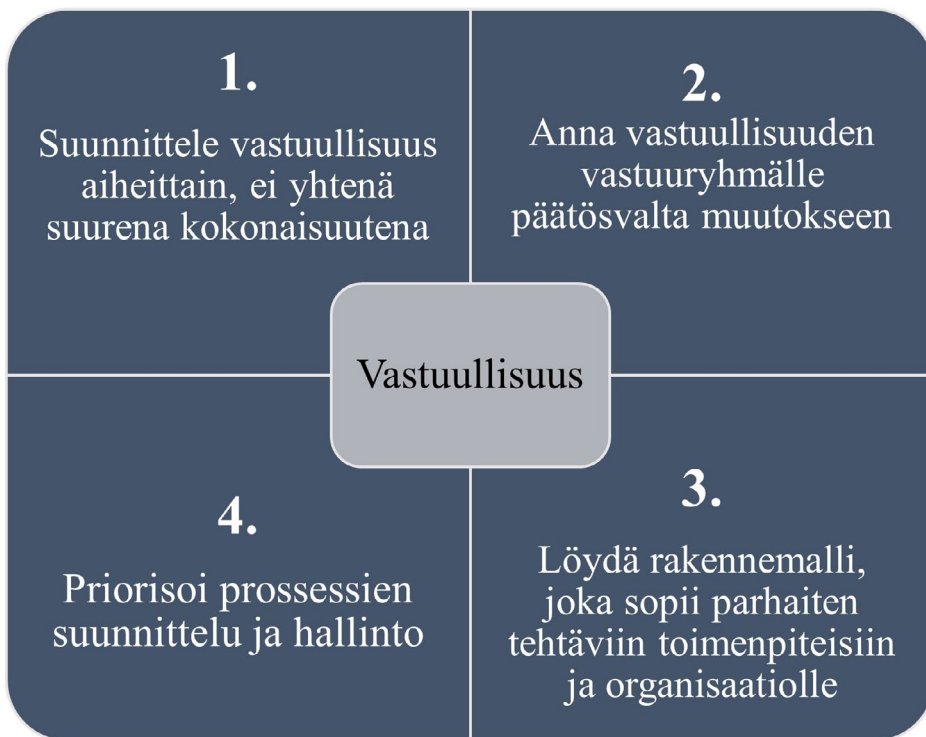 1.
Suunnittele vastuullisuus
aiheittain, ei yhtenä
suurena kokonaisuutena
2.
Anna vastuullisuuden
vastuuryhmälle
päätösvalta muutokseen
Vastuullisuus
3.
Löydä rakennemalli,
joka sopii parhaiten
tehtäviin toimenpiteisiin
ja organisaatiolle
4.
Priorisoi prossessien
suunnittelu ja hallinto